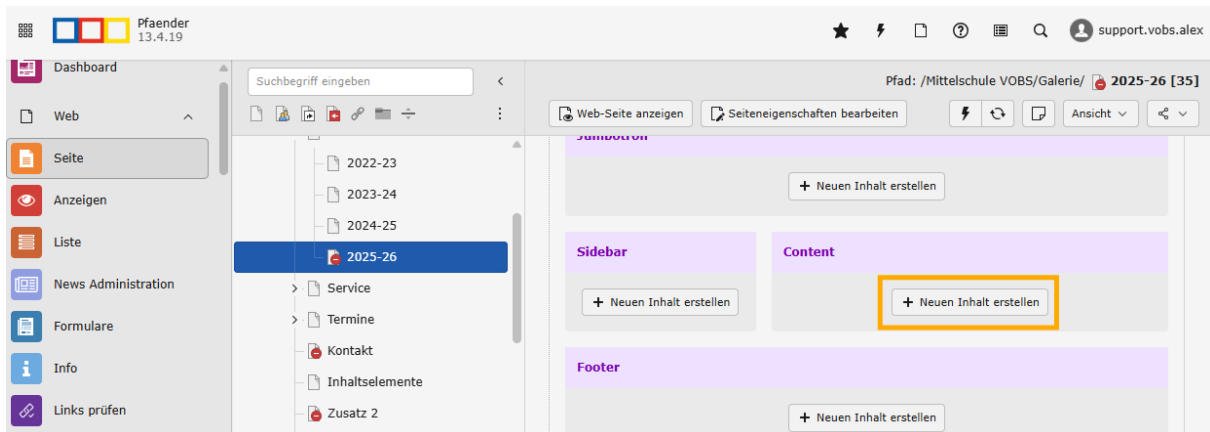 Pfaender
13.4.19
support.vobs.alex
Dashboard
Web
Seite
Anzeigen
Liste
News Administration
Formulare
Info
Links prüfen
Suchbegriff eingeben
2022-23
2023-24
2024-25
2025-26
Service
Termine
Kontakt
Inhaltselemente
Zusatz 2
Pfad: /Mittelschule VOBS/Galerie/ 2025-26 [35]
Web-Seite anzeigen
Seiteneigenschaften bearbeiten
Ansicht
Jumbotron
+ Neuen Inhalt erstellen
Sidebar
Content
+ Neuen Inhalt erstellen
+ Neuen Inhalt erstellen
Footer
+ Neuen Inhalt erstellen